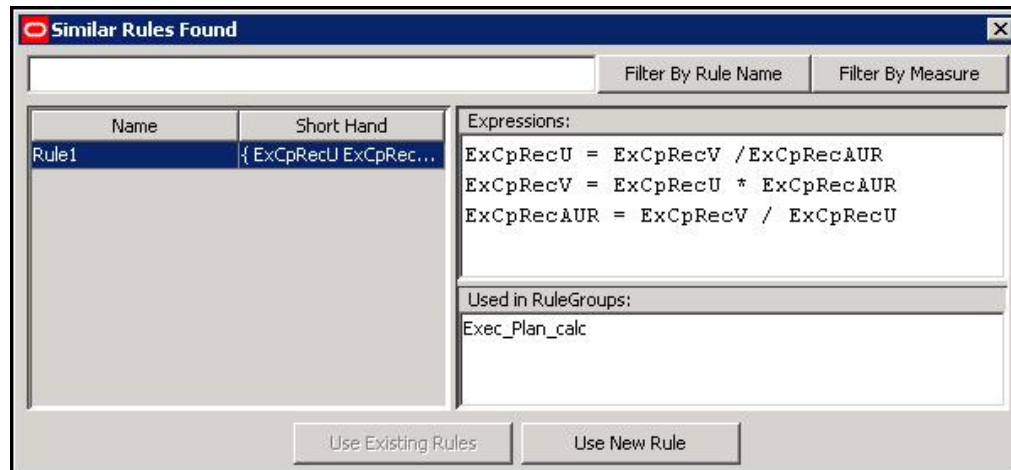 Similar Rules Found
Filter By Rule Name
Filter By Measure
Name
Short Hand
Rule1
{ ExCpRecU ExCpRec...
Expressions:
ExCpRecU = ExCpRecV /ExCpRecAUR
ExCpRecV = ExCpRecU * ExCpRecAUR
ExCpRecAUR = ExCpRecV / ExCpRecU
Used in RuleGroups:
Exec_Plan_calc
Use Existing Rules
Use New Rule